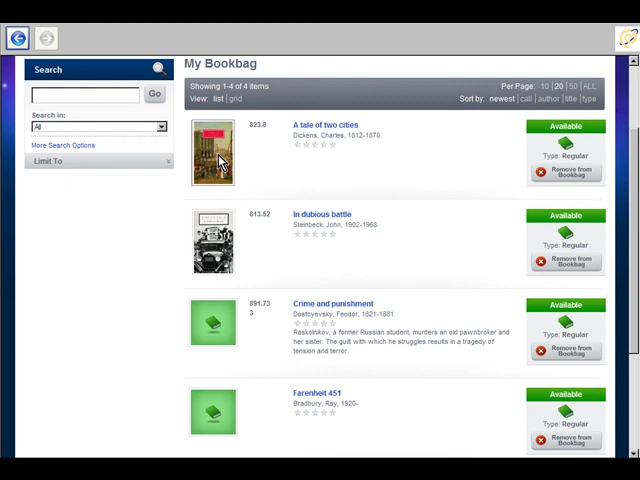 My Bookbag
Search
Go
Search in:
All
More Search Options
Limit To
Showing 1-4 of 4 items
Per Page: 10 | 20 | 50 | ALL
View: list | grid
Sort by: newest | call | author | title | type
823.8
A tale of two cities
Dickens, Charles, 1812-1870.
Available
Type: Regular
Remove from
Bookbag
813.52
In dubious battle
Steinbeck, John, 1902-1968.
Available
Type: Regular
Remove from
Bookbag
891.73
3
Crime and punishment
Dostoyevsky, Feodor, 1821-1881.
Raskolnikov, a former Russian student, murders an old pawnbroker and
her sister. The guilt with which he struggles results in a tragedy of
tension and terror.
Available
Type: Regular
Remove from
Bookbag
Farenheit 451
Bradbury, Ray, 1920-
Available
Type: Regular
Remove from
Bookbag